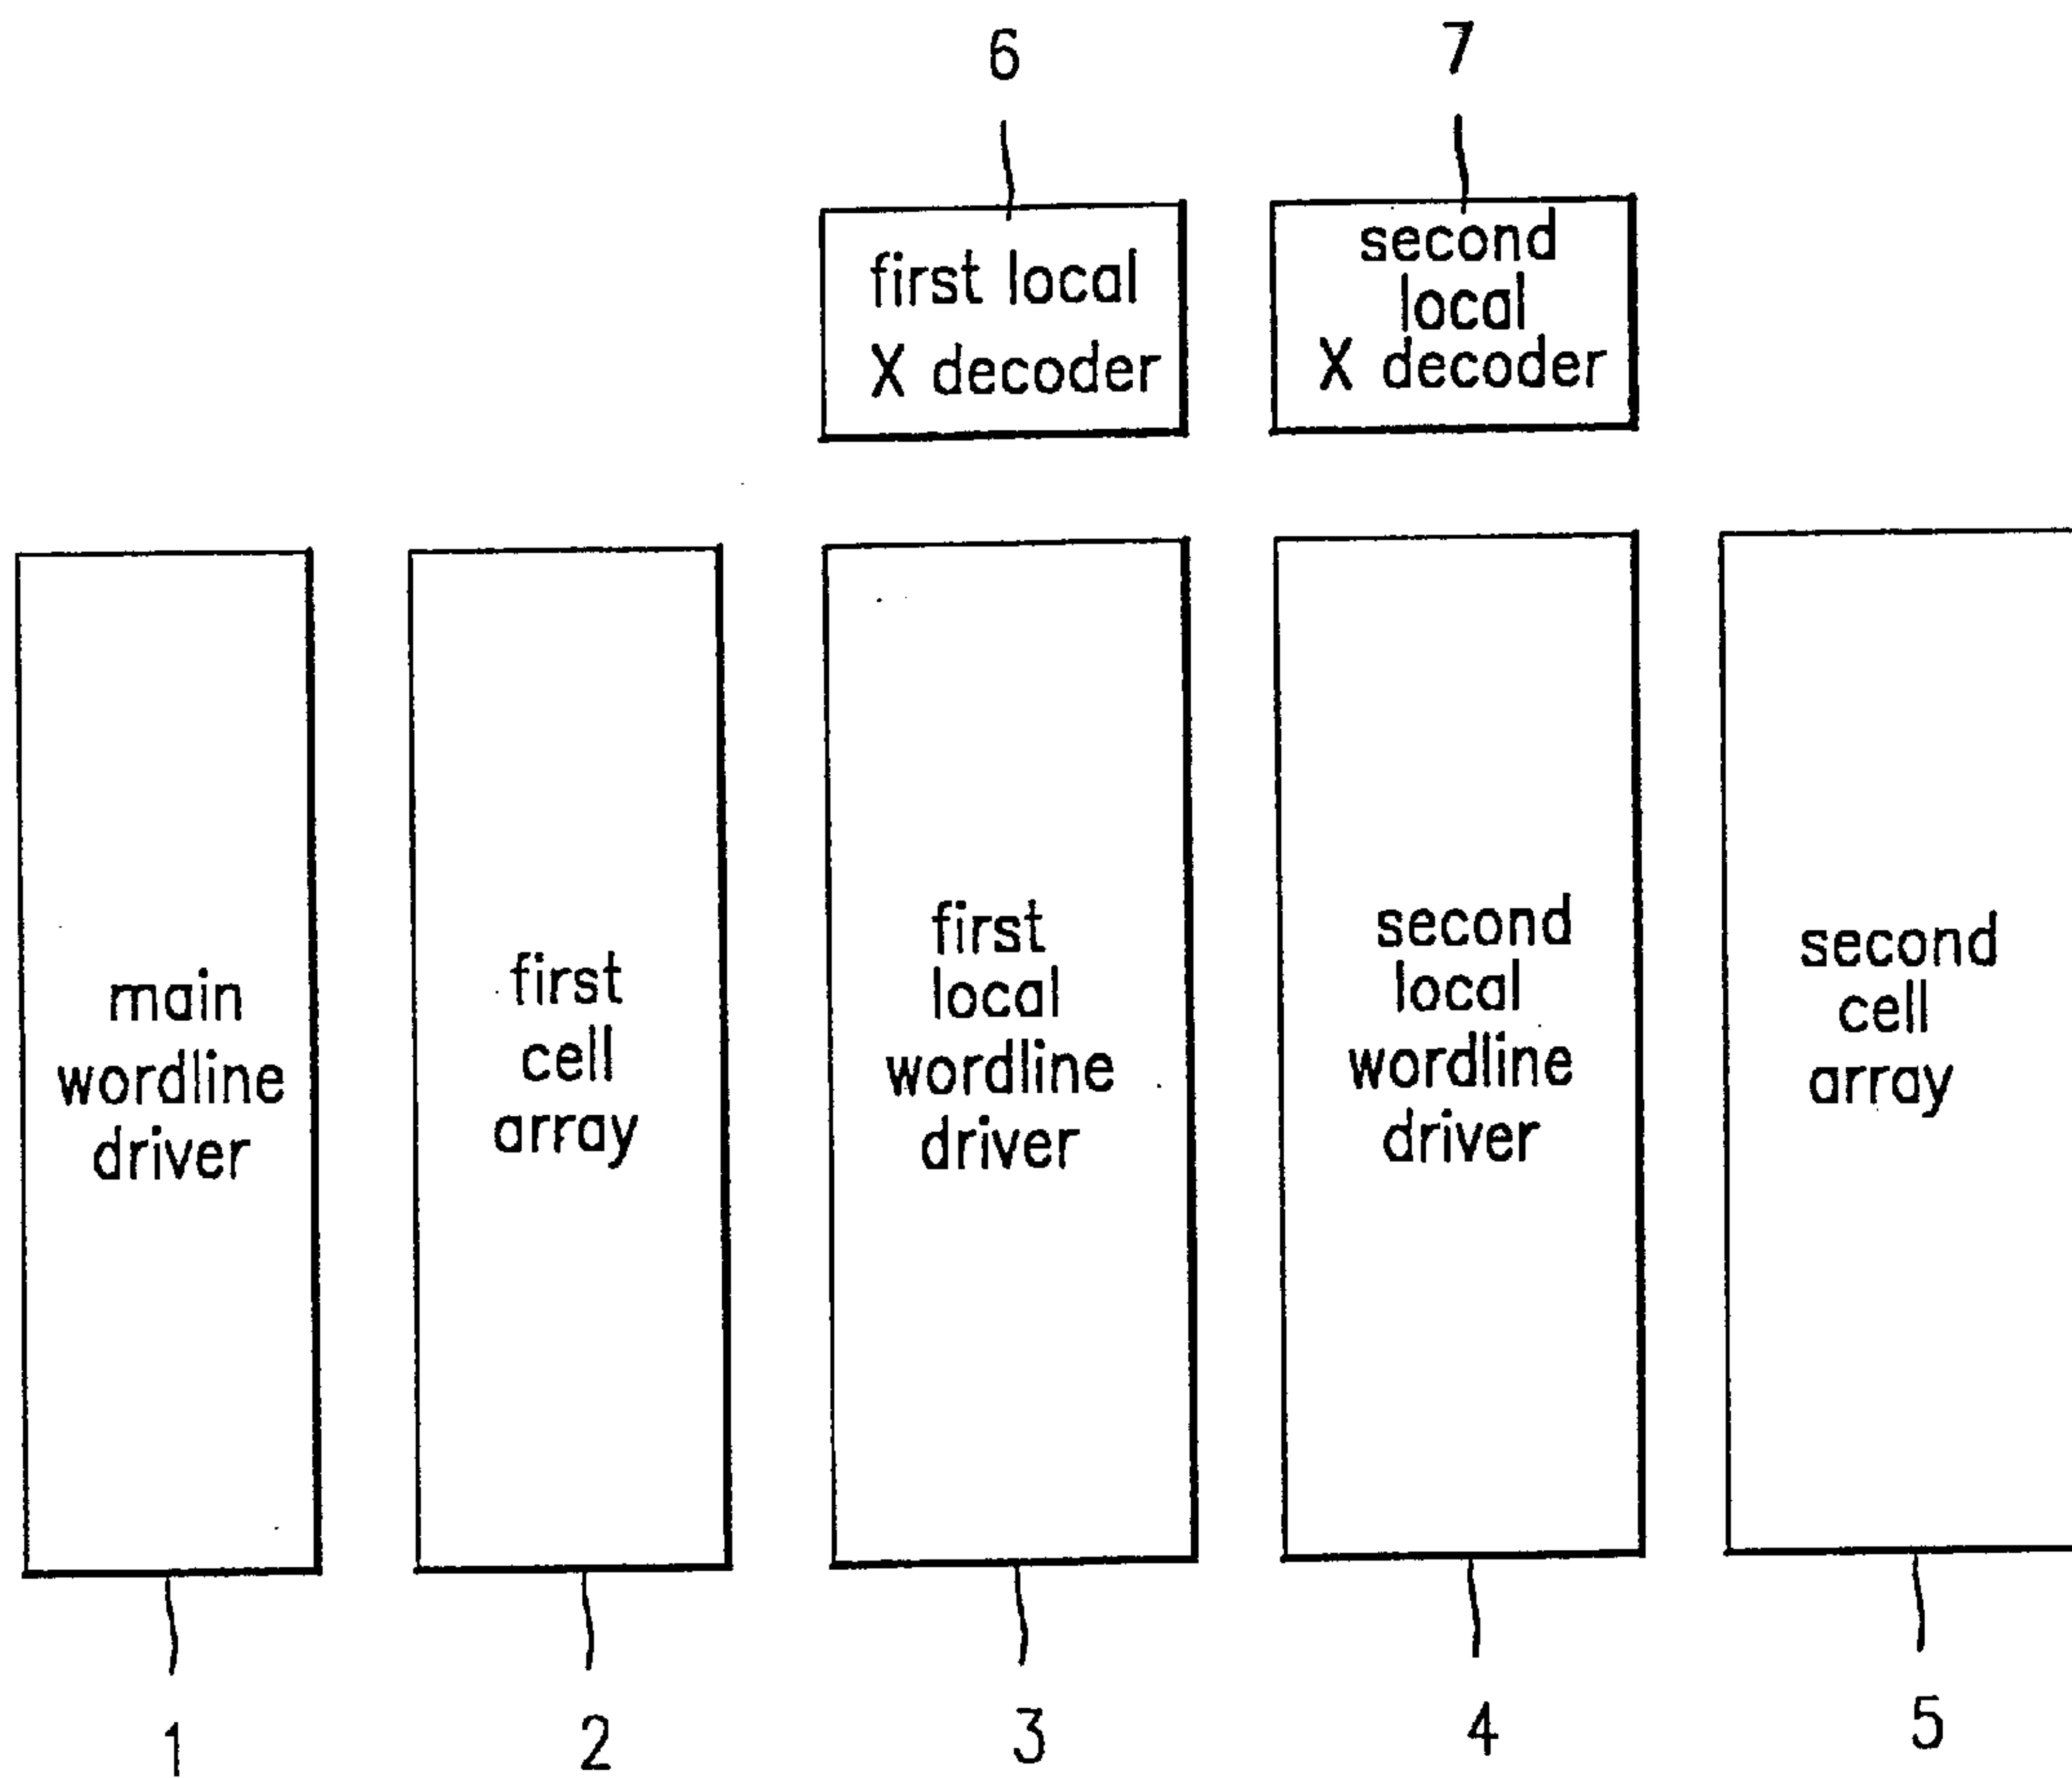 6
7
first local
X decoder
second
local
X decoder
main
wordline
driver
first
cell
array
first
local
wordline
driver
second
local
wordline
driver
second
cell
array
1
2
3
4
5